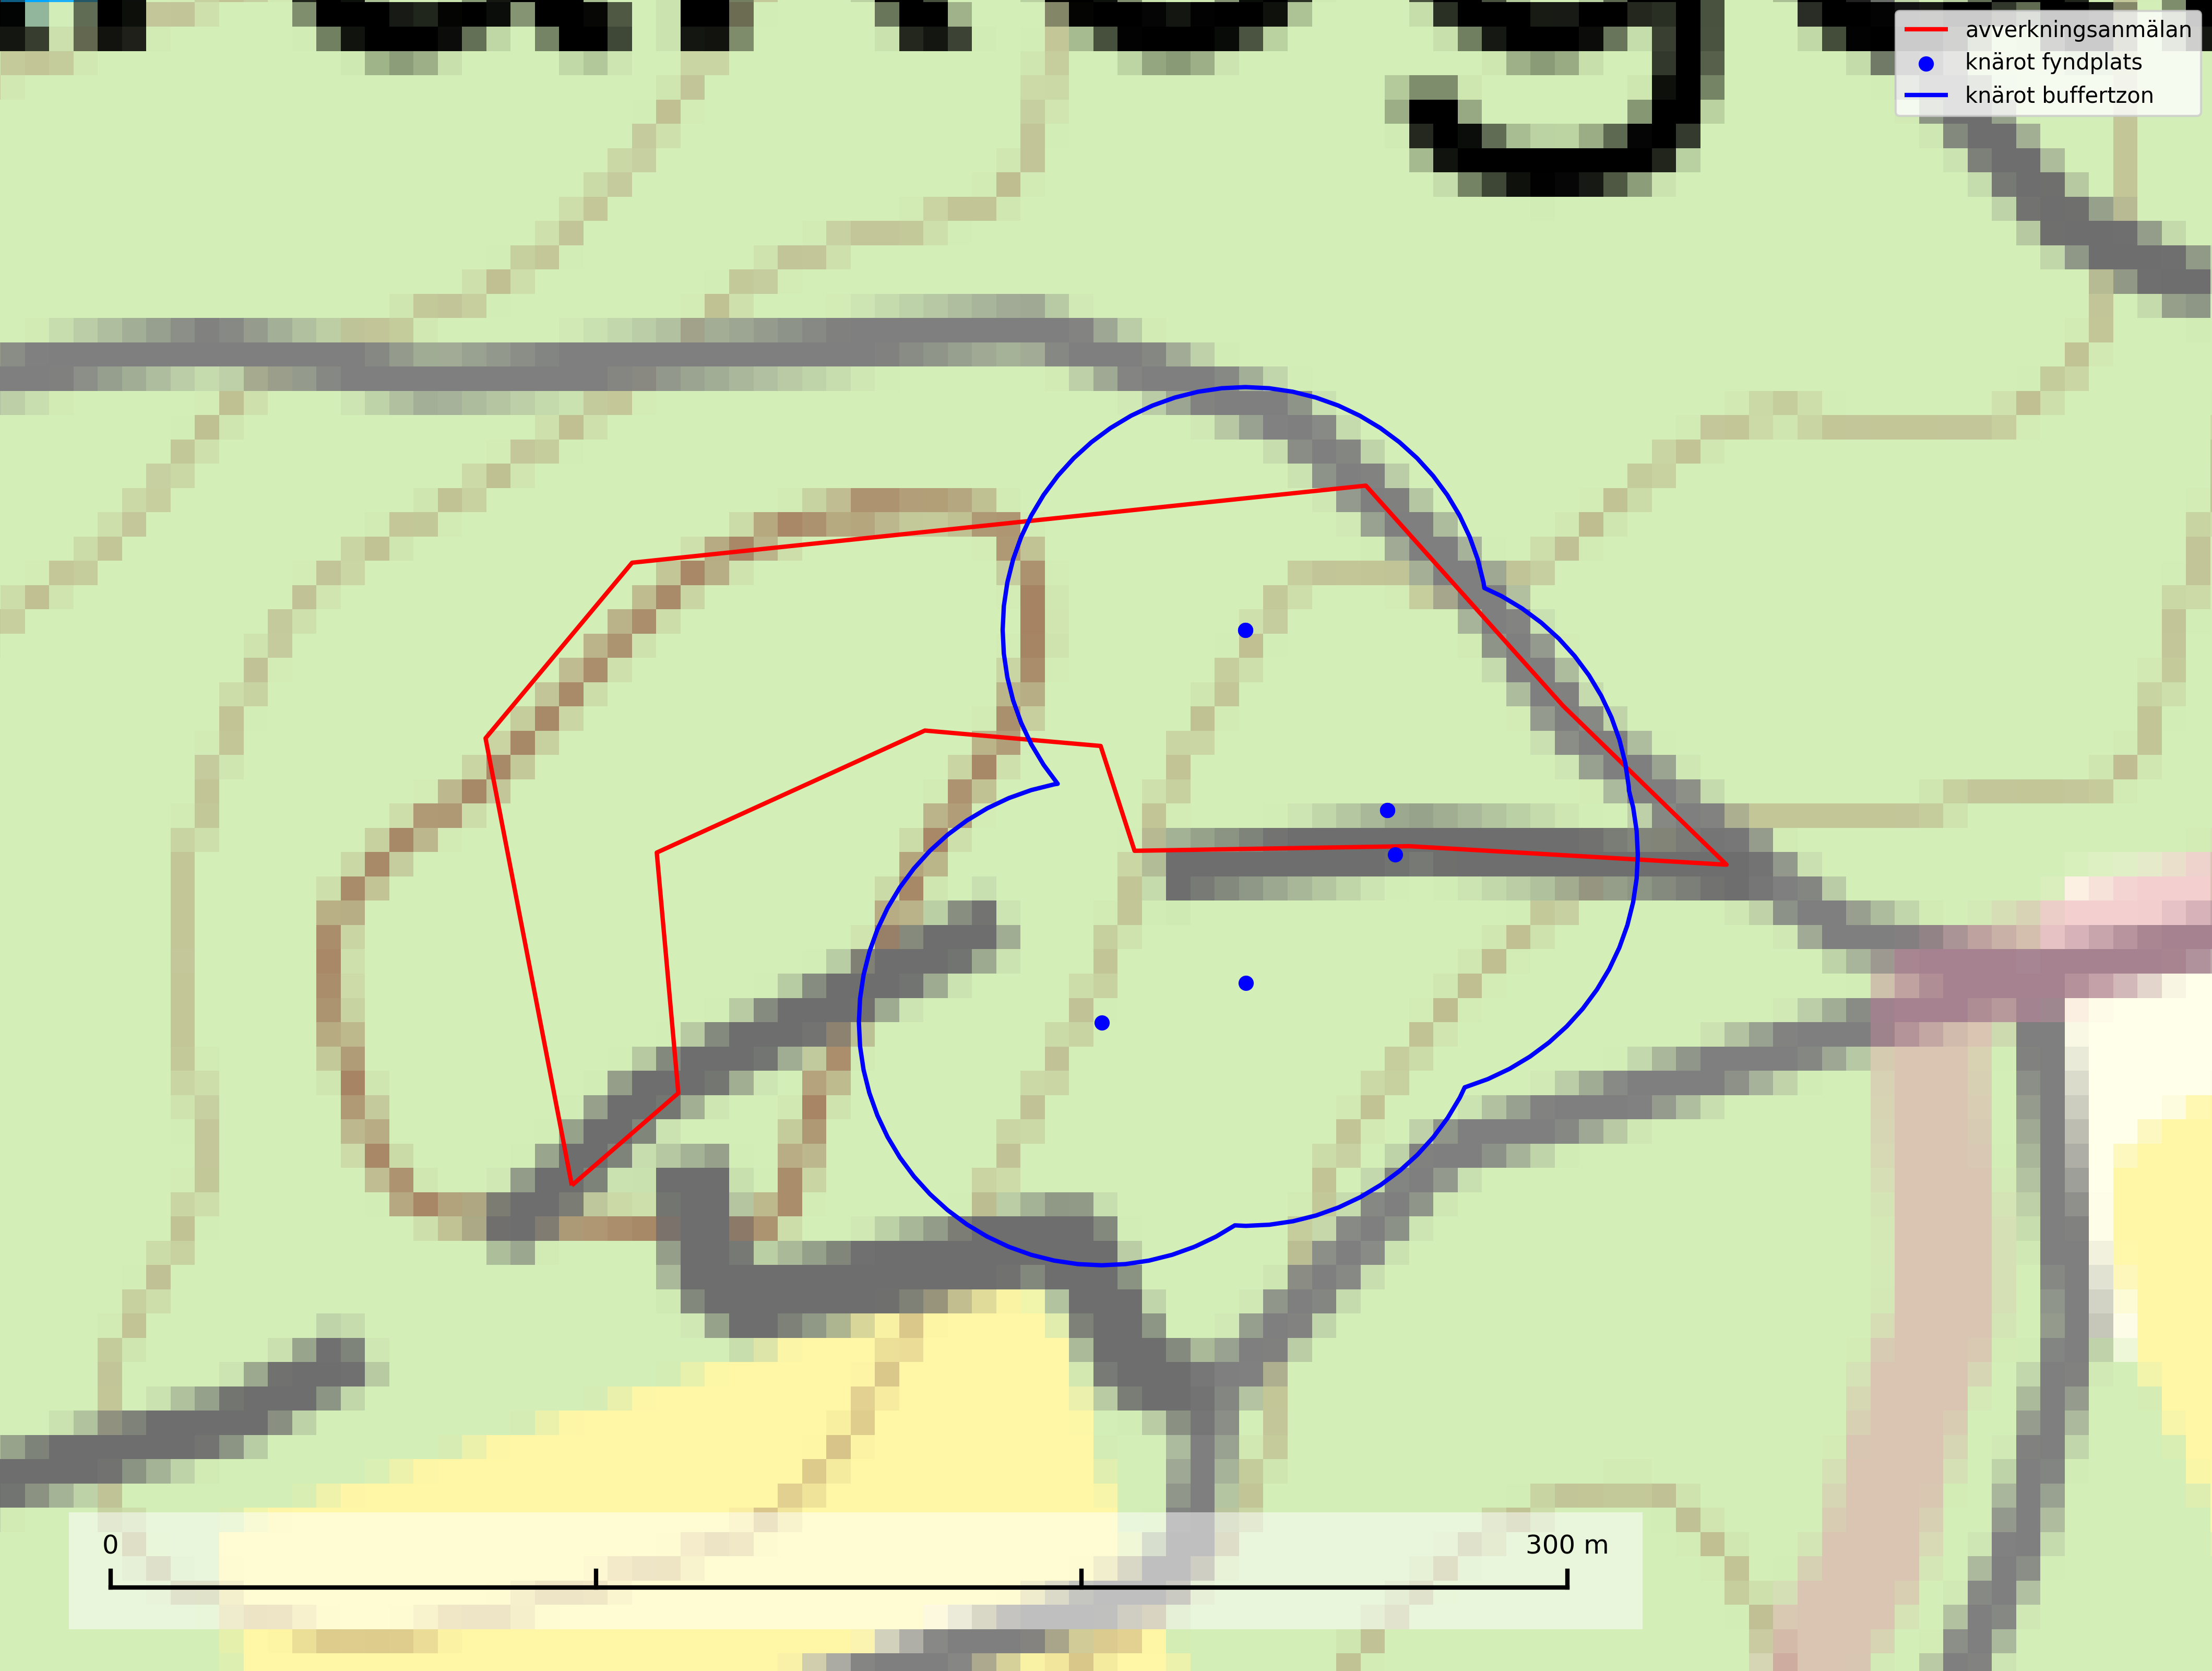 avverkningsanmälan
knärot fyndplats
knärot buffertzon
0 300 m